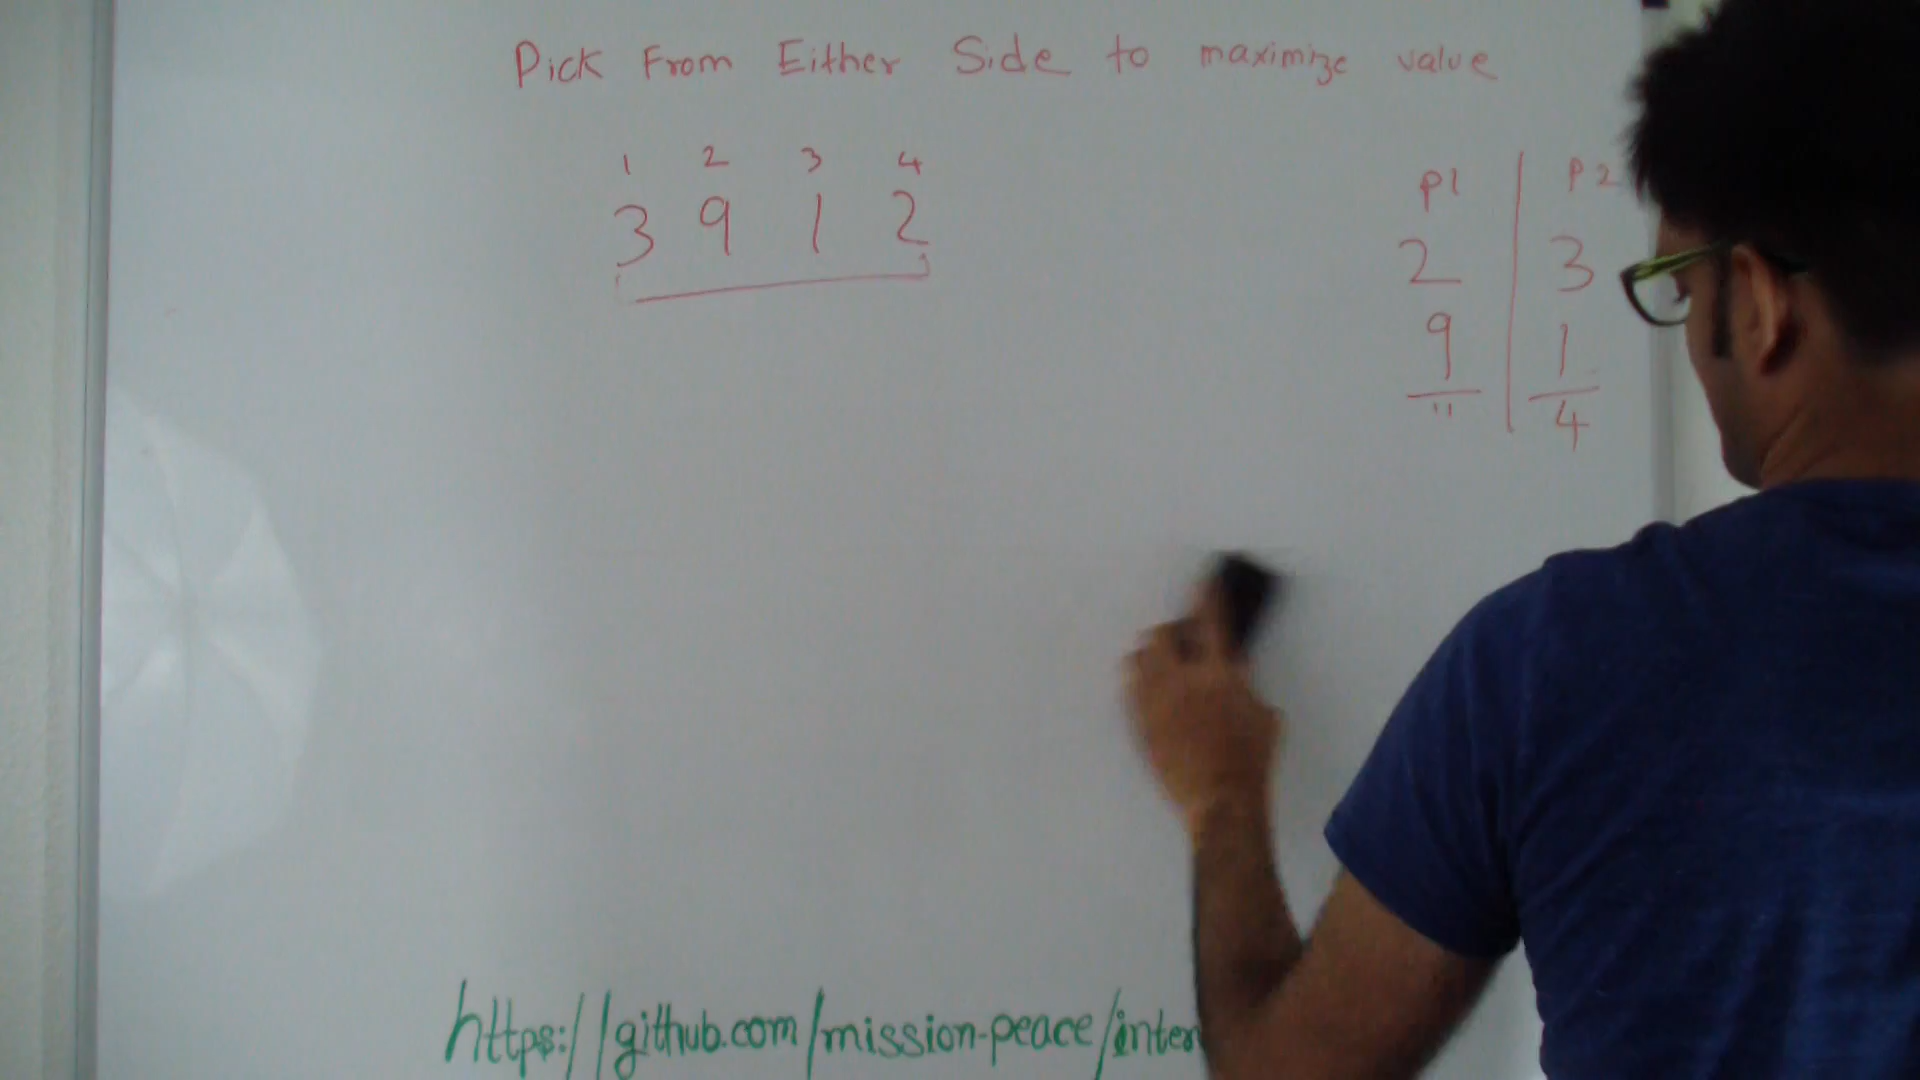 Pick From Either Side to maximize value
1 2 3 4
3 9 1 2
P1 P2
2 3
9 1
11 4
https://github.com/mission-peace/inter